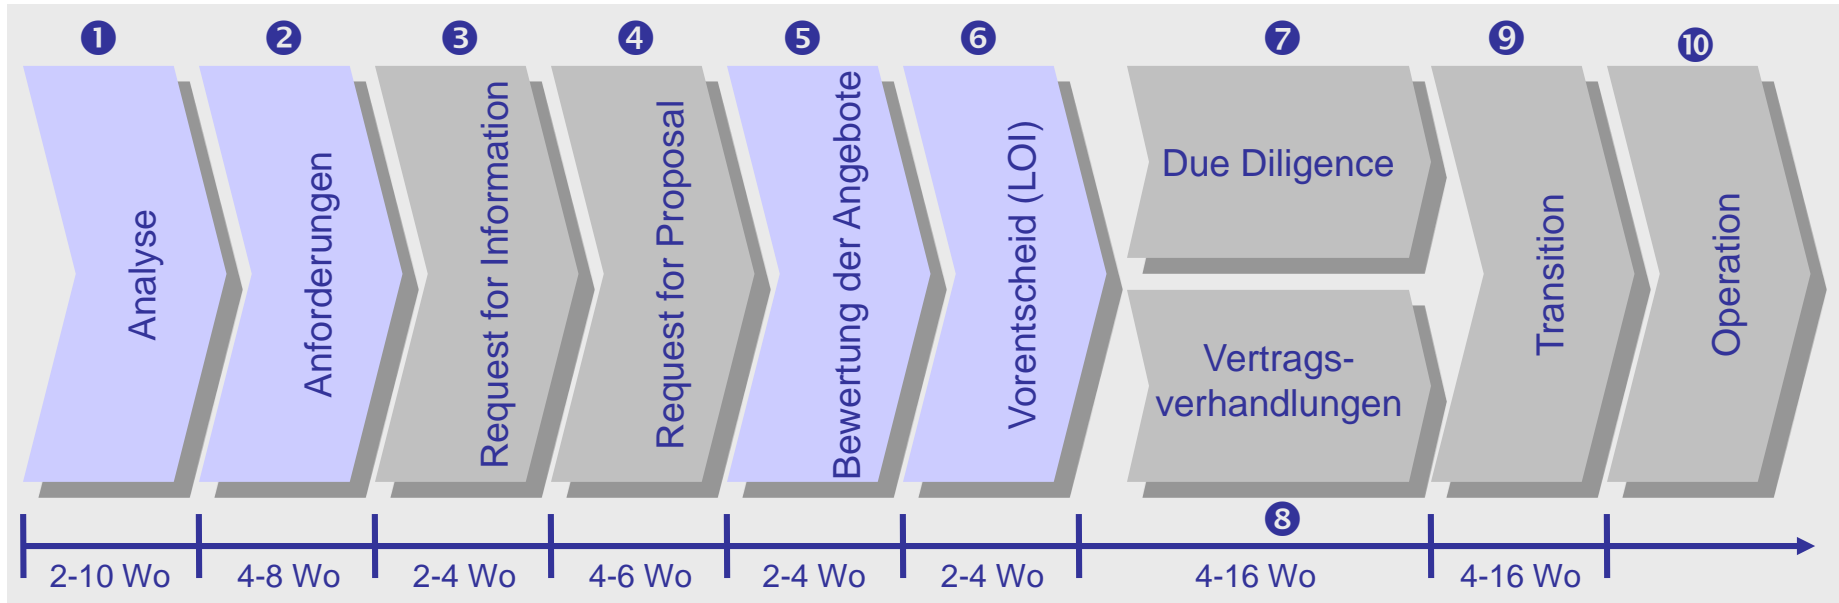 ❶
❷
❸
❹
❺
❻
❼
❾
❿
Analyse
Anforderungen
Request for Information
Request for Proposal
Bewertung der Angebote
Vorentscheid (LOI)
Due Diligence
Vertrags-
verhandlungen
Transition
Operation
❽
2-10 Wo
4-8 Wo
2-4 Wo
4-6 Wo
2-4 Wo
2-4 Wo
4-16 Wo
4-16 Wo